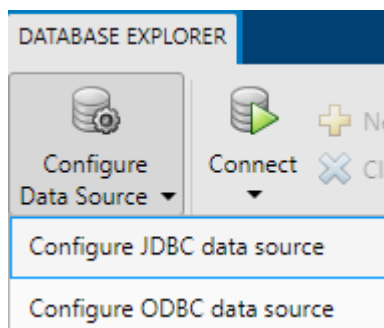 DATABASE EXPLORER
Configure
Data Source
Connect
Configure JDBC data source
Configure ODBC data source